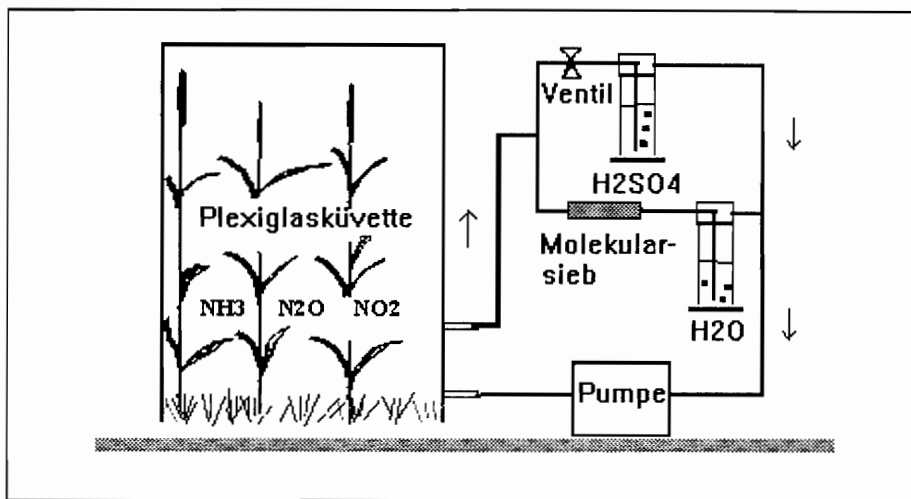 Ventil
H2SO4
Plexiglasküvette
Molekular-
sieb
NH3 N2O NO2
H2O
Pumpe